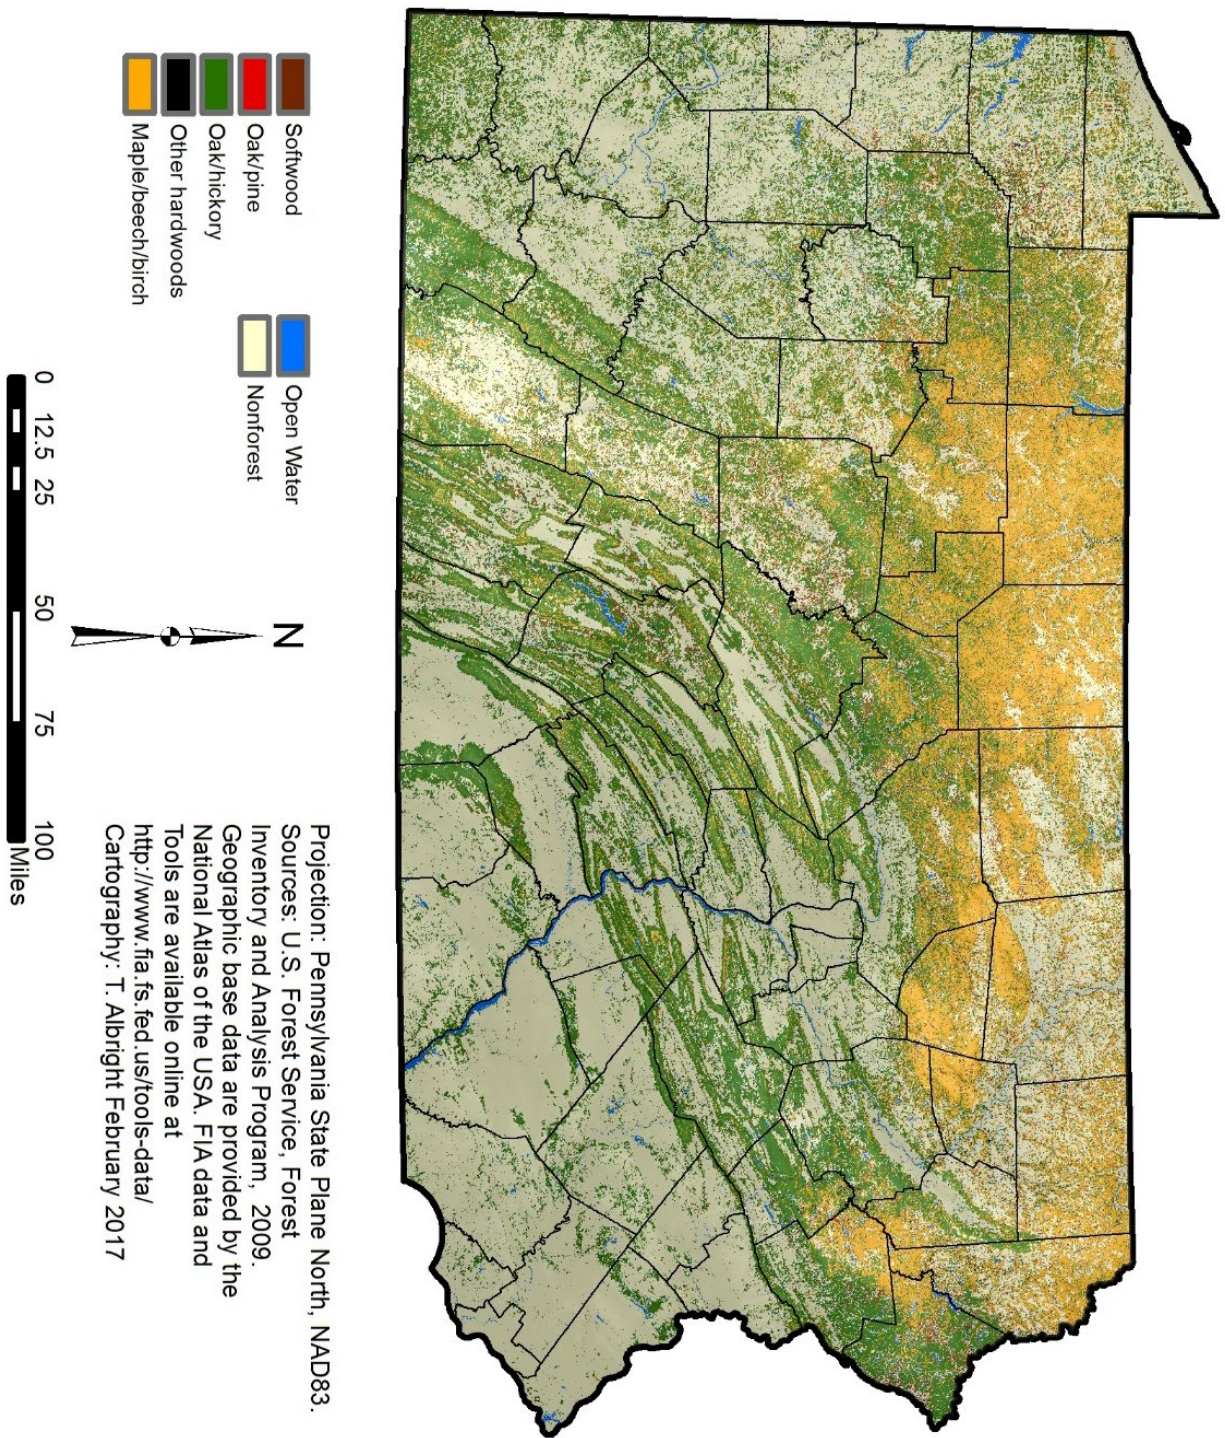 Softwood
Oak/pine
Oak/hickory
Other hardwoods
Maple/beech/birch
Open Water
Nonforest
0 12.5 25 50 75 100
Miles
N
Projection: Pennsylvania State Plane North, NAD83.
Sources: U.S. Forest Service, Forest
Inventory and Analysis Program, 2009.
Geographic base data are provided by the
National Atlas of the USA. FIA data and
Tools are available online at
http://www.fia.fs.fed.us/tools-data/
Cartography: T. Albright February 2017